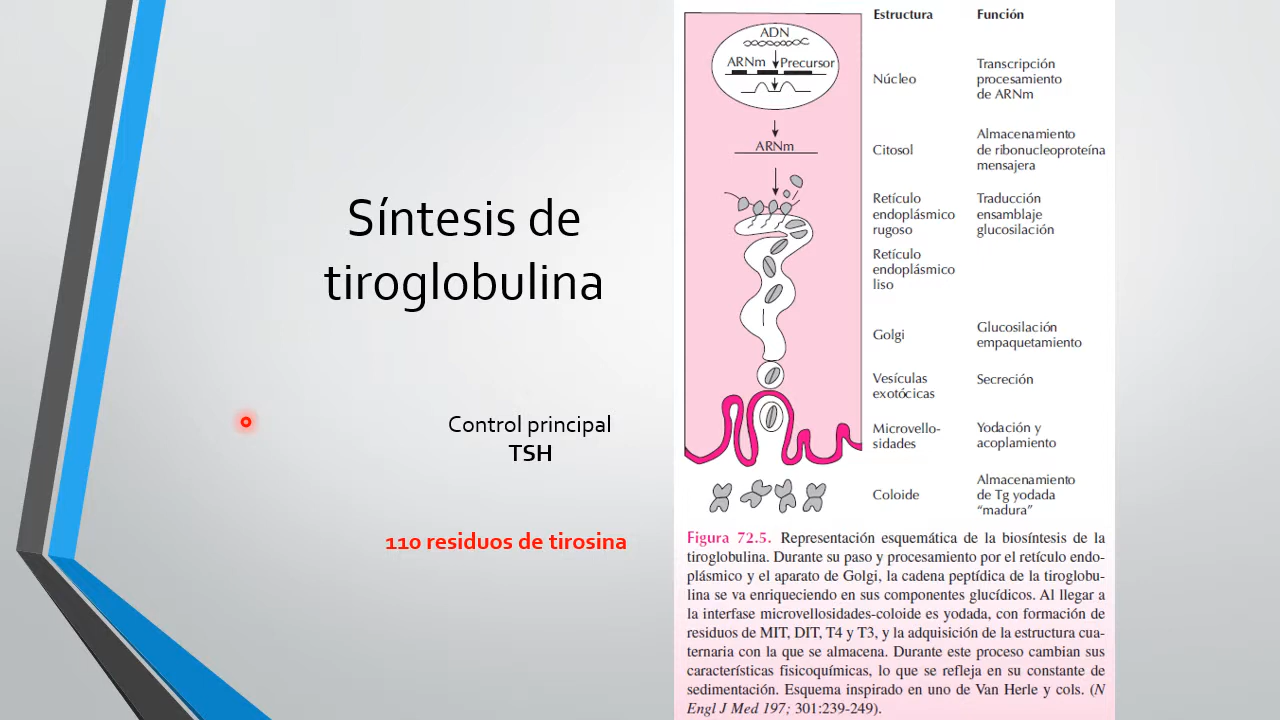 Síntesis de
tiroglobulina
Control principal
TSH
110 residuos de tirosina
Estructura Función
ADN
ARNm Precursor
Núcleo
Transcripción
procesamiento
de ARNm
ARNm
Citosol
Almacenamiento
de ribonucleoproteína
mensajera
Retículo
endoplásmico
rugoso
Traducción
ensamblaje
glucosilación
Retículo
endoplásmico
liso
Golgi
Glucosilación
empaquetamiento
Vesículas
exotócicas
Secreción
Microvello-
sidades
Yodación y
acoplamiento
Coloide
Almacenamiento
de Tg yodada
“madura”
Figura 72.5. Representación esquemática de la biosíntesis de la
tiroglobulina. Durante su paso y procesamiento por el retículo endo-
plásmico y el aparato de Golgi, la cadena peptídica de la tiroglobu-
lina se va enriqueciendo en sus componentes glucídicos. Al llegar a
la interfase microvellosidades-coloide es yodada, con formación de
residuos de MIT, DIT, T4 y T3, y la adquisición de la estructura cua-
ternaria con la que se almacena. Durante este proceso cambian sus
características fisicoquímicas, lo que se refleja en su constante de
sedimentación. Esquema inspirado en uno de Van Herle y cols. (N
Engl J Med 197; 301:239-249).